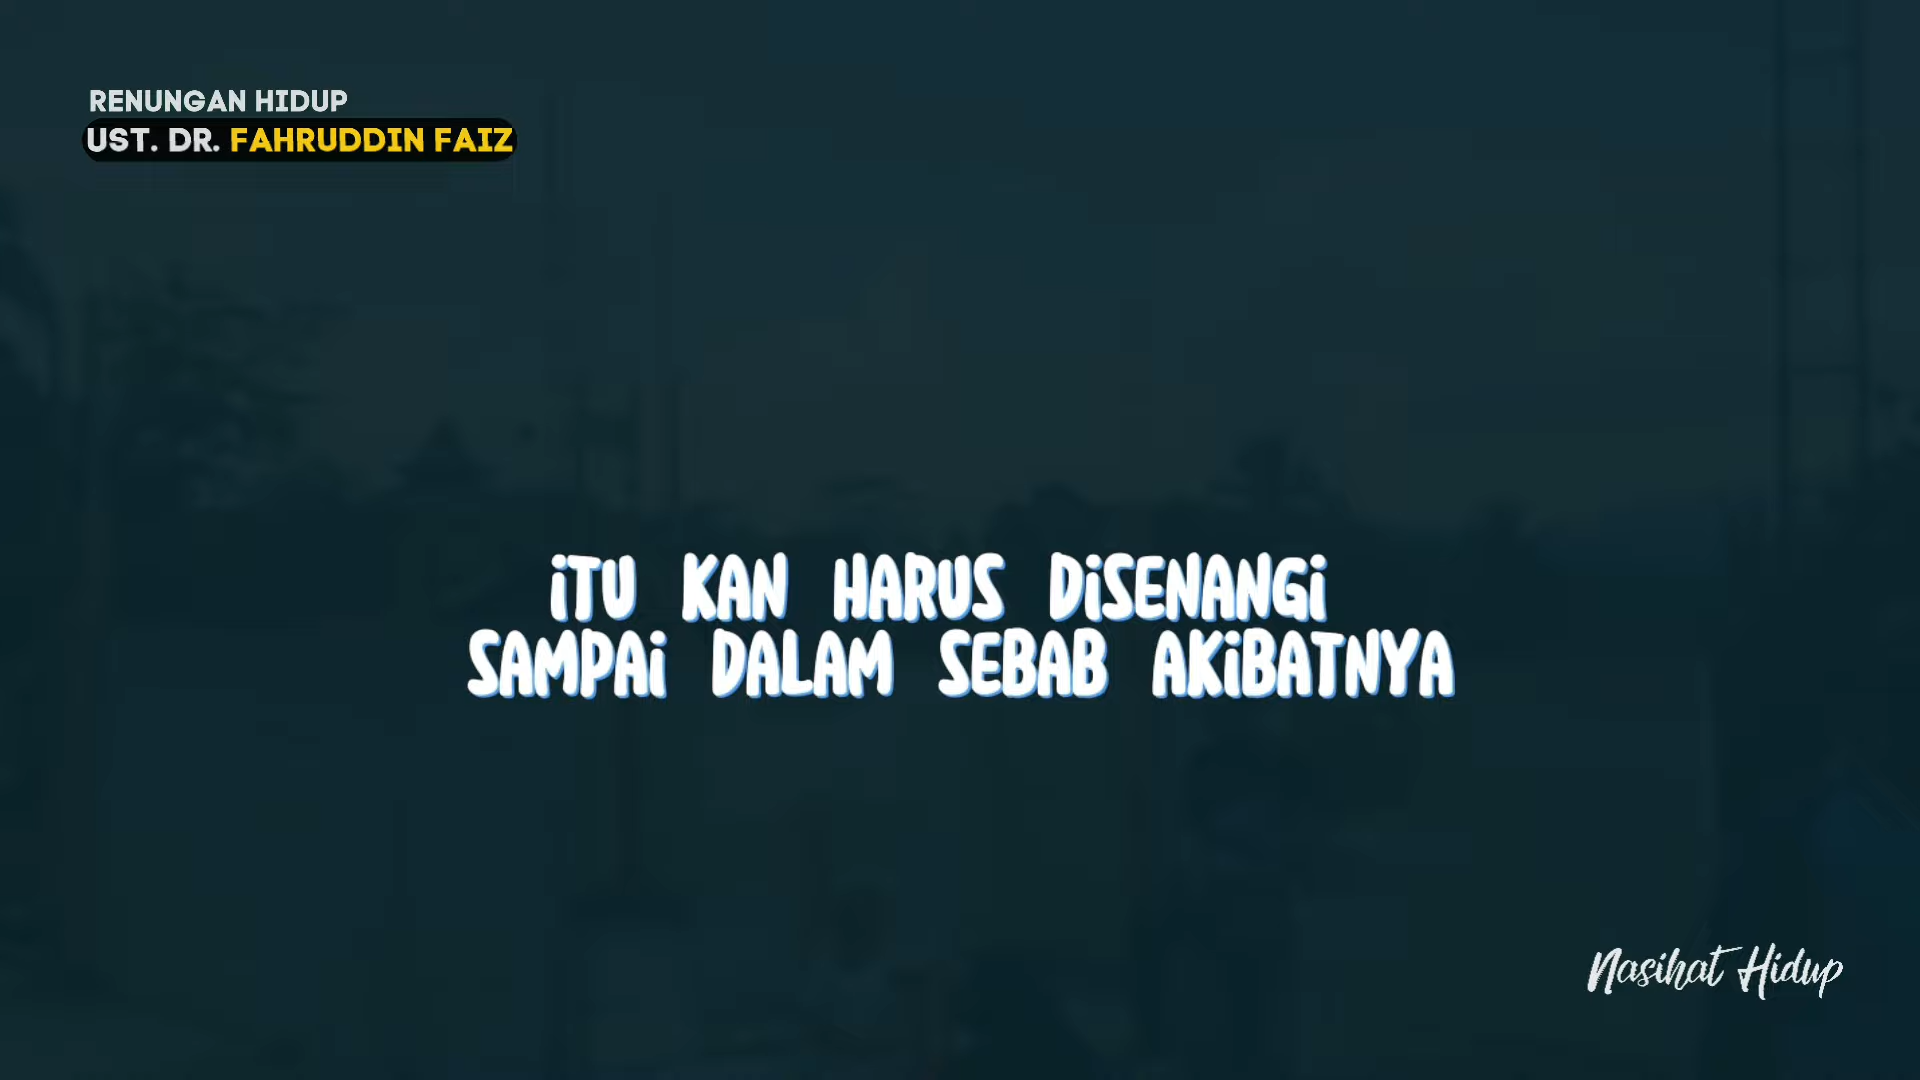 RENUNGAN HIDUP
UST. DR. FAHRUDDIN FAIZ
iTU KAN HARUS DiSENANGi
SAMPAi DALAM SEBAB AKiBATNYA
Nasihat Hidup